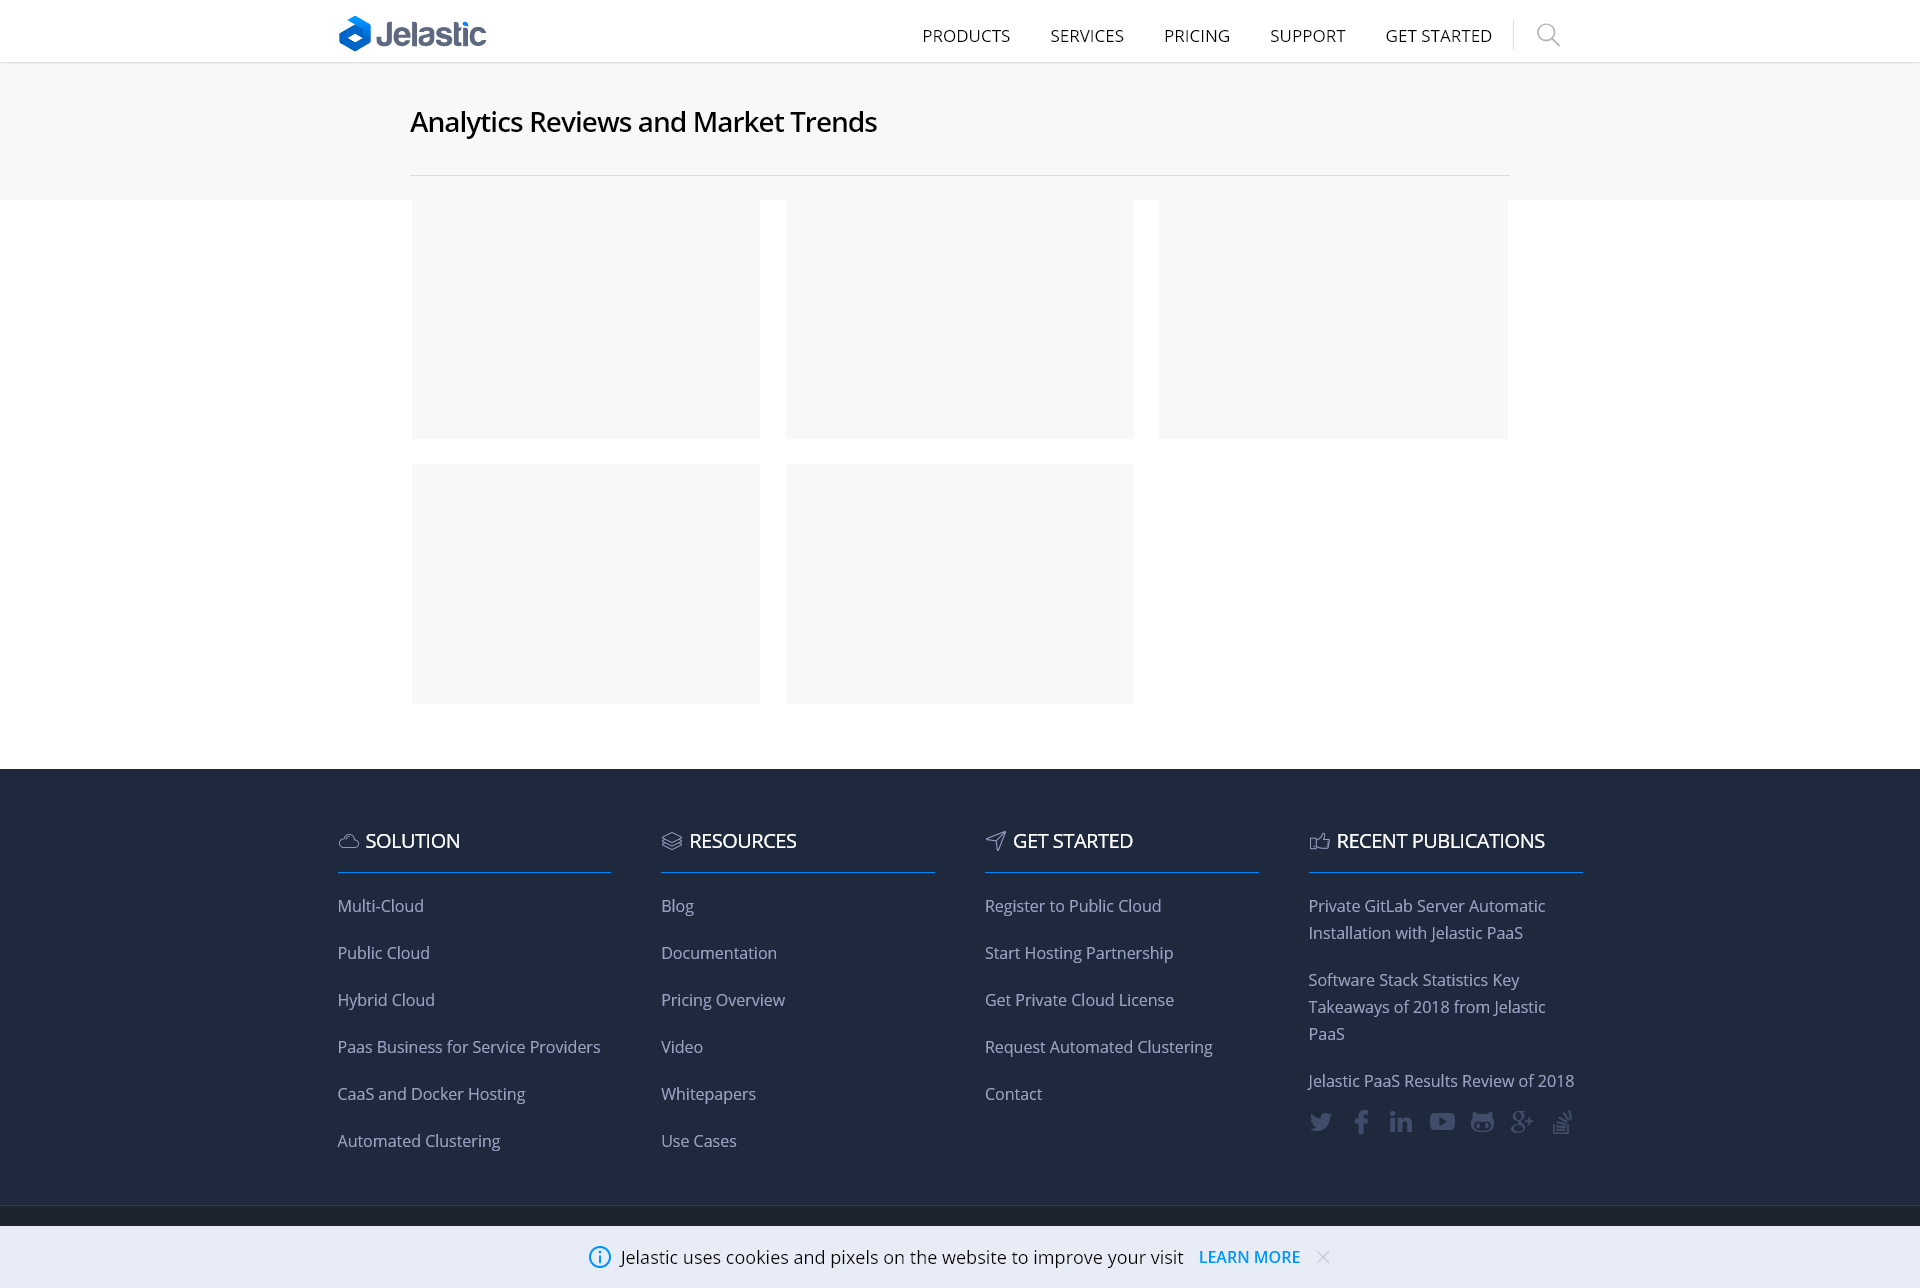 Jelastic
PRODUCTS
SERVICES
PRICING
SUPPORT
GET STARTED
Analytics Reviews and Market Trends
SOLUTION
Multi-Cloud
Public Cloud
Hybrid Cloud
Paas Business for Service Providers
CaaS and Docker Hosting
Automated Clustering
RESOURCES
Blog
Documentation
Pricing Overview
Video
Whitepapers
Use Cases
GET STARTED
Register to Public Cloud
Start Hosting Partnership
Get Private Cloud License
Request Automated Clustering
Contact
RECENT PUBLICATIONS
Private GitLab Server Automatic
Installation with Jelastic PaaS
Software Stack Statistics Key
Takeaways of 2018 from Jelastic
PaaS
Jelastic PaaS Results Review of 2018
Jelastic uses cookies and pixels on the website to improve your visit LEARN MORE